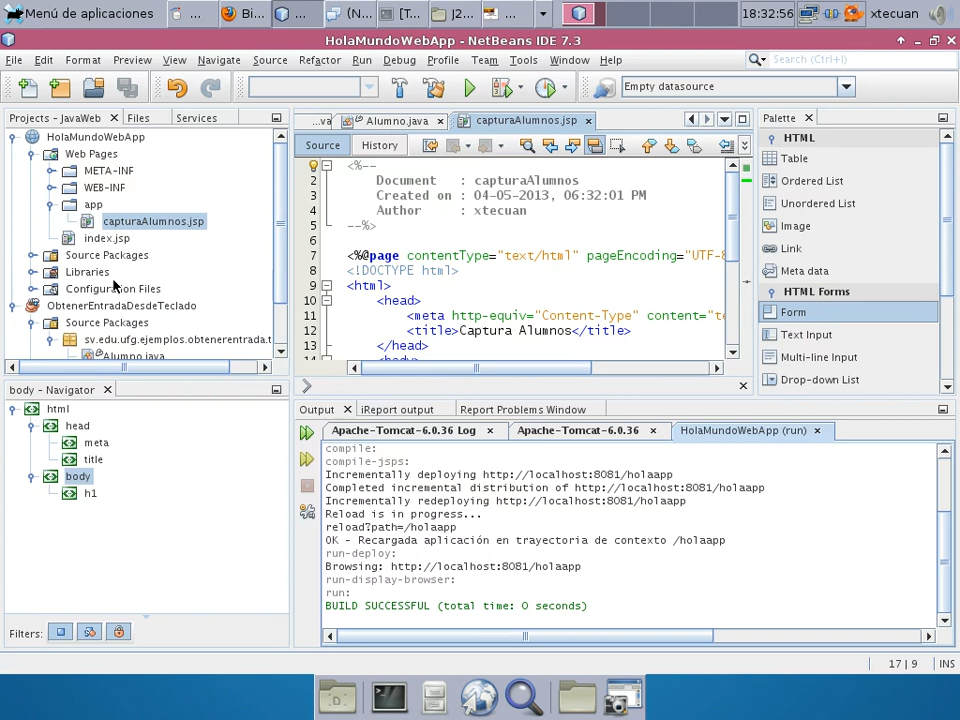 Menú de aplicaciones
...
Bi...
...
(N...
[T...
J2...
...
18:32:56
xtecuan
HolaMundoWebApp - NetBeans IDE 7.3
File Edit Format Preview View Navigate Source Refactor Run Debug Profile Team Tools Window Help
Search (Ctrl+I)
Empty datasource
Projects - JavaWeb
Files
Services
HolaMundoWebApp
Web Pages
META-INF
WEB-INF
app
capturaAlumnos.jsp
index.jsp
Source Packages
Libraries
Configuration Files
ObtenerEntradaDesdeTeclado
Source Packages
sv.edu.ufg.ejemplos.obtenerentrada.t
Alumno.java
...va
Alumno.java
capturaAlumnos.jsp
Source
History
<%--
2 Document : capturaAlumnos
3 Created on : 04-05-2013, 06:32:01 PM
4 Author : xtecuan
5 --%>
6
7 <%@page contentType="text/html" pageEncoding="UTF-8
8 <!DOCTYPE html>
9 <html>
10 <head>
11 <meta http-equiv="Content-Type" content="te
12 <title>Captura Alumnos</title>
13 </head>
14 <body>
Palette
HTML
Table
Ordered List
Unordered List
Image
Link
Meta data
HTML Forms
Form
Text Input
Multi-line Input
Drop-down List
body - Navigator
html
head
meta
title
body
h1
Filters:
Output
iReport output
Report Problems Window
Apache-Tomcat-6.0.36 Log
Apache-Tomcat-6.0.36
HolaMundoWebApp (run)
compile:
compile-jsps:
Incrementally deploying http://localhost:8081/holaapp
Completed incremental distribution of http://localhost:8081/holaapp
Incrementally redeploying http://localhost:8081/holaapp
Reload is in progress...
reload?path=/holaapp
OK - Recargada aplicación en trayectoria de contexto /holaapp
run-deploy:
Browsing: http://localhost:8081/holaapp
run-display-browser:
run:
BUILD SUCCESSFUL (total time: 0 seconds)
17 | 9
INS